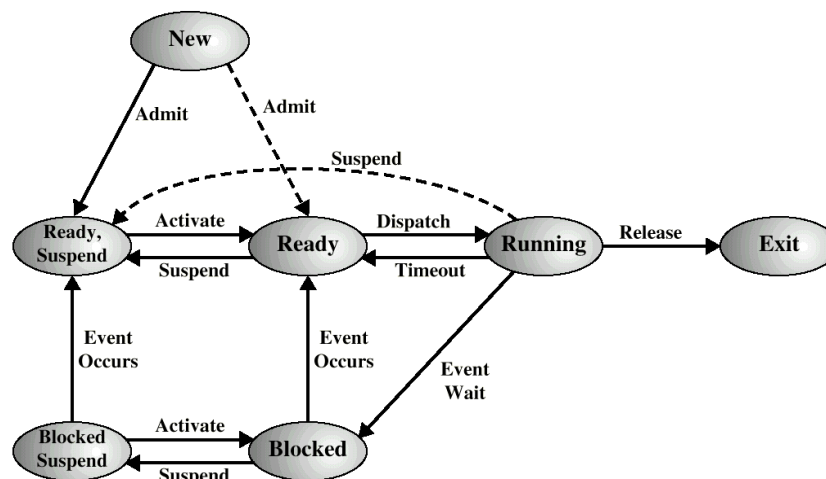 New
Admit
Admit
Suspend
Ready,
Suspend
Activate
Suspend
Ready
Dispatch
Timeout
Running
Release
Exit
Event
Occurs
Event
Occurs
Event
Wait
Blocked
Suspend
Activate
Suspend
Blocked